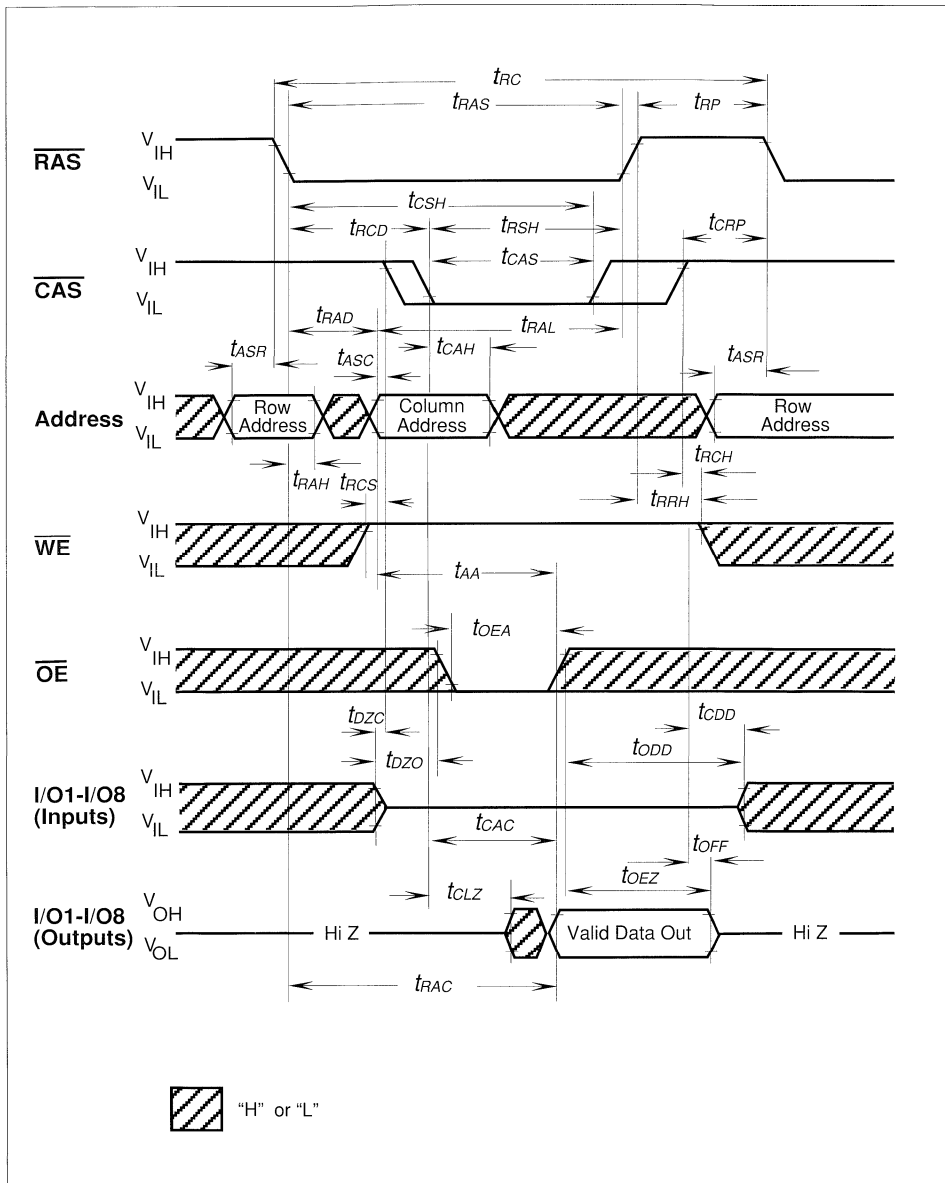 tRC
tRAS
tRP
RAS
VIH
VIL
tCSH
tRCD
tRSH
tCRP
CAS
VIH
VIL
tCAS
tRAD
tRAL
tASR
tASC
tCAH
tASR
Address
VIH
VIL
Row Address
Column Address
Row Address
tRAH
tRCS
tRCH
tRRH
WE
VIH
VIL
tAA
tOEA
OE
VIH
VIL
tDZC
tCDD
tDZO
tODD
I/O1-I/O8 (Inputs)
VIH
VIL
tCAC
tOFF
tCLZ
tOEZ
I/O1-I/O8 (Outputs)
VOH
VOL
Hi Z
Valid Data Out
Hi Z
tRAC
“H” or “L”